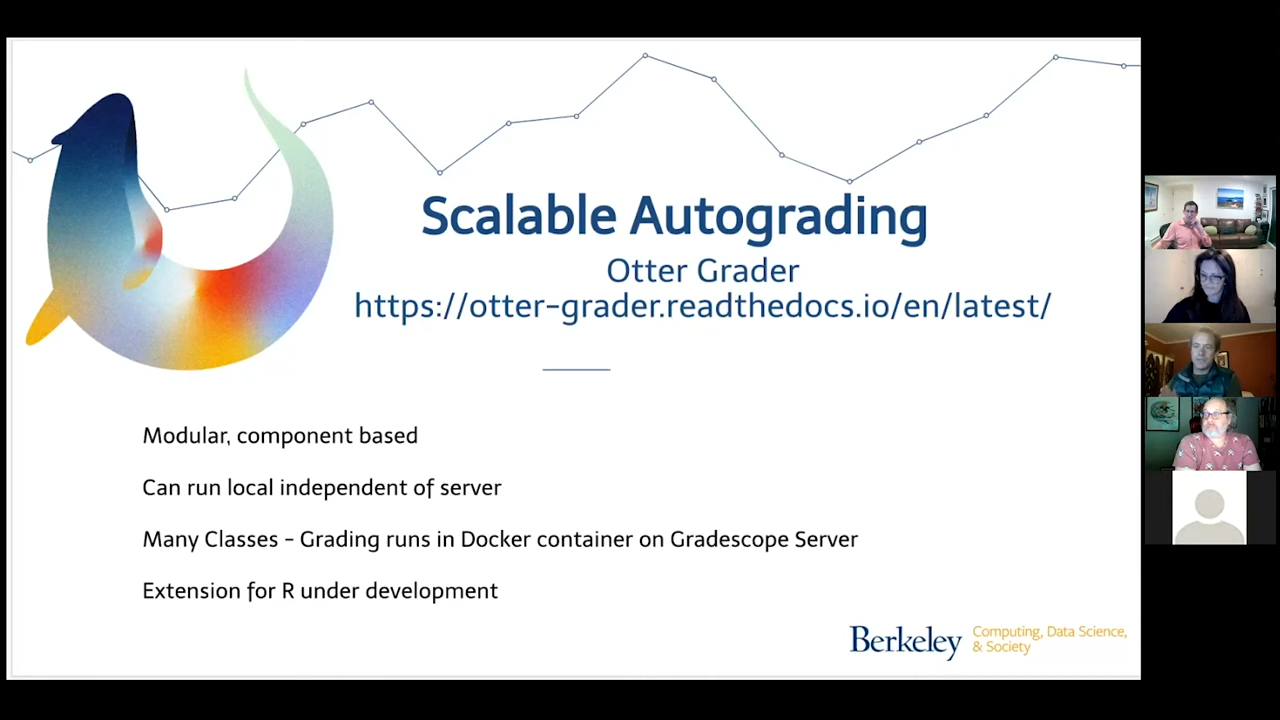 Scalable Autograding
Otter Grader
https://otter-grader.readthedocs.io/en/latest/
Modular, component based
Can run local independent of server
Many Classes - Grading runs in Docker container on Gradescope Server
Extension for R under development
Berkeley
Computing, Data Science,
& Society